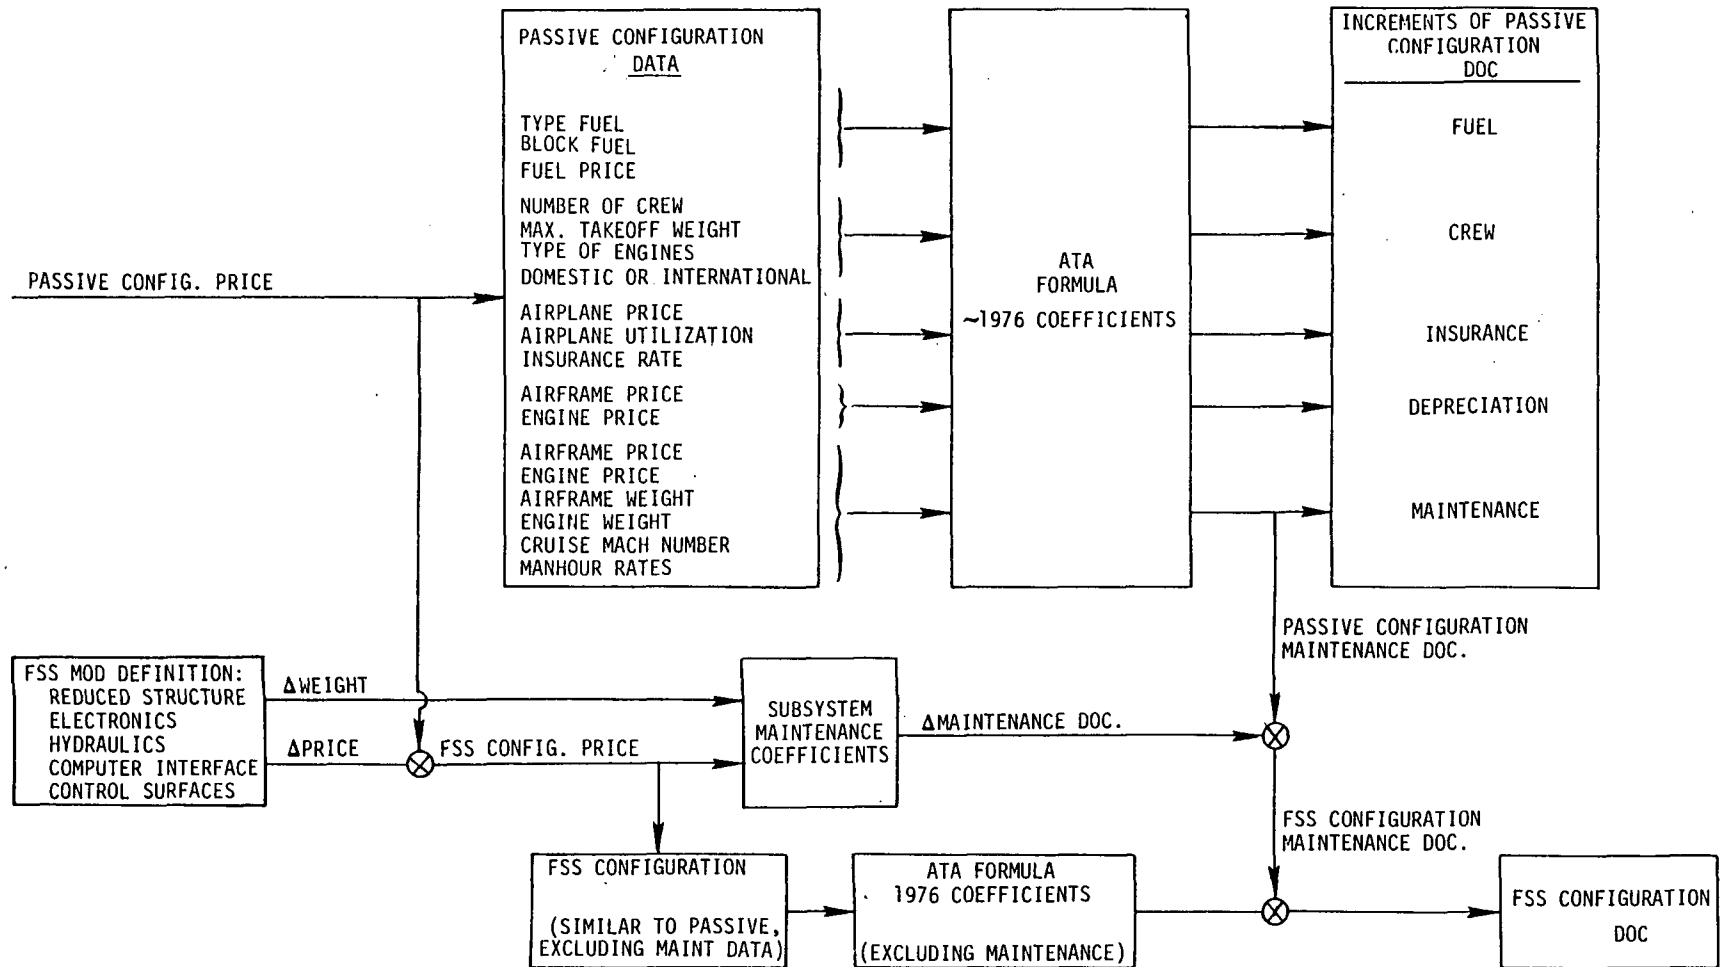 PASSIVE CONFIGURATION
DATA
TYPE FUEL
BLOCK FUEL
FUEL PRICE
NUMBER OF CREW
MAX. TAKEOFF WEIGHT
TYPE OF ENGINES
DOMESTIC OR INTERNATIONAL
AIRPLANE PRICE
AIRPLANE UTILIZATION
INSURANCE RATE
AIRFRAME PRICE
ENGINE PRICE
AIRFRAME PRICE
ENGINE PRICE
AIRFRAME WEIGHT
ENGINE WEIGHT
CRUISE MACH NUMBER
MANHOUR RATES
PASSIVE CONFIG. PRICE
ATA
FORMULA
~1976 COEFFICIENTS
INCREMENTS OF PASSIVE
CONFIGURATION
DOC
FUEL
CREW
INSURANCE
DEPRECIATION
MAINTENANCE
PASSIVE CONFIGURATION
MAINTENANCE DOC.
FSS MOD DEFINITION:
REDUCED STRUCTURE
ELECTRONICS
HYDRAULICS
COMPUTER INTERFACE
CONTROL SURFACES
ΔWEIGHT
ΔPRICE
FSS CONFIG. PRICE
SUBSYSTEM
MAINTENANCE
COEFFICIENTS
ΔMAINTENANCE DOC.
FSS CONFIGURATION
MAINTENANCE DOC.
FSS CONFIGURATION
(SIMILAR TO PASSIVE,
EXCLUDING MAINT DATA)
ATA FORMULA
1976 COEFFICIENTS
(EXCLUDING MAINTENANCE)
FSS CONFIGURATION
DOC